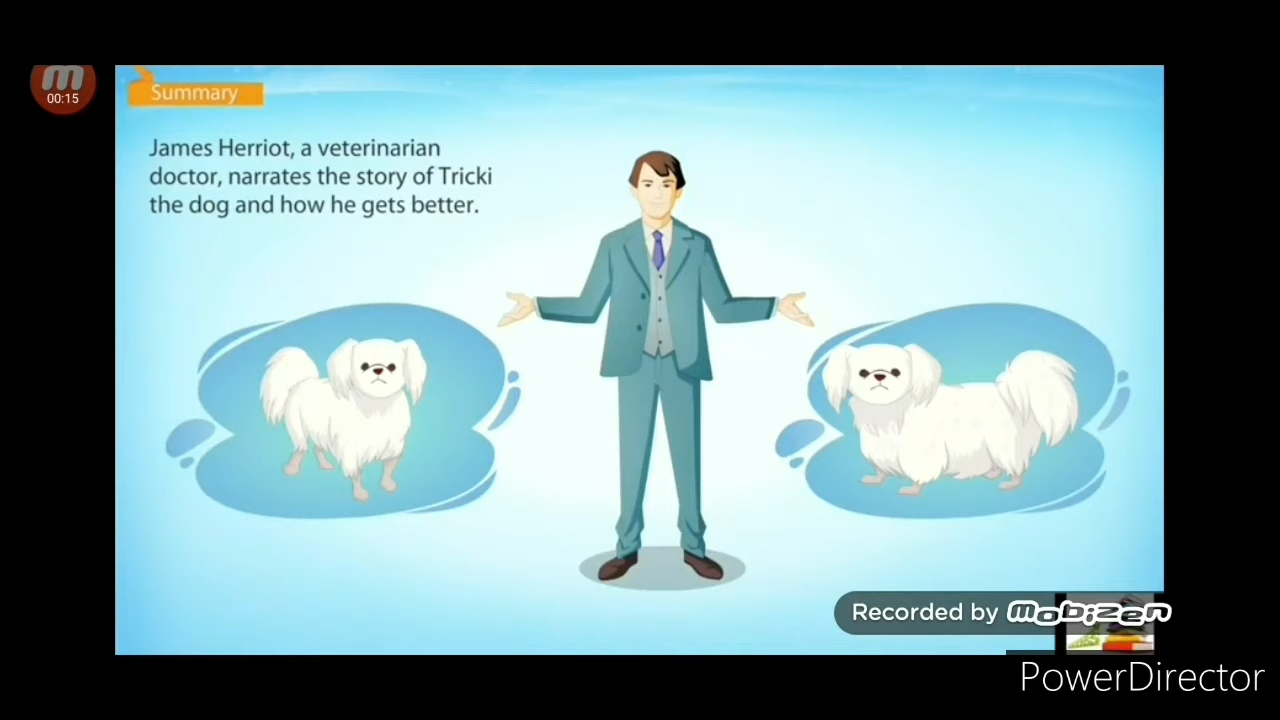 m
00:15
Summary
James Herriot, a veterinarian
doctor, narrates the story of Tricki
the dog and how he gets better.
Recorded by mobizen
PowerDirector